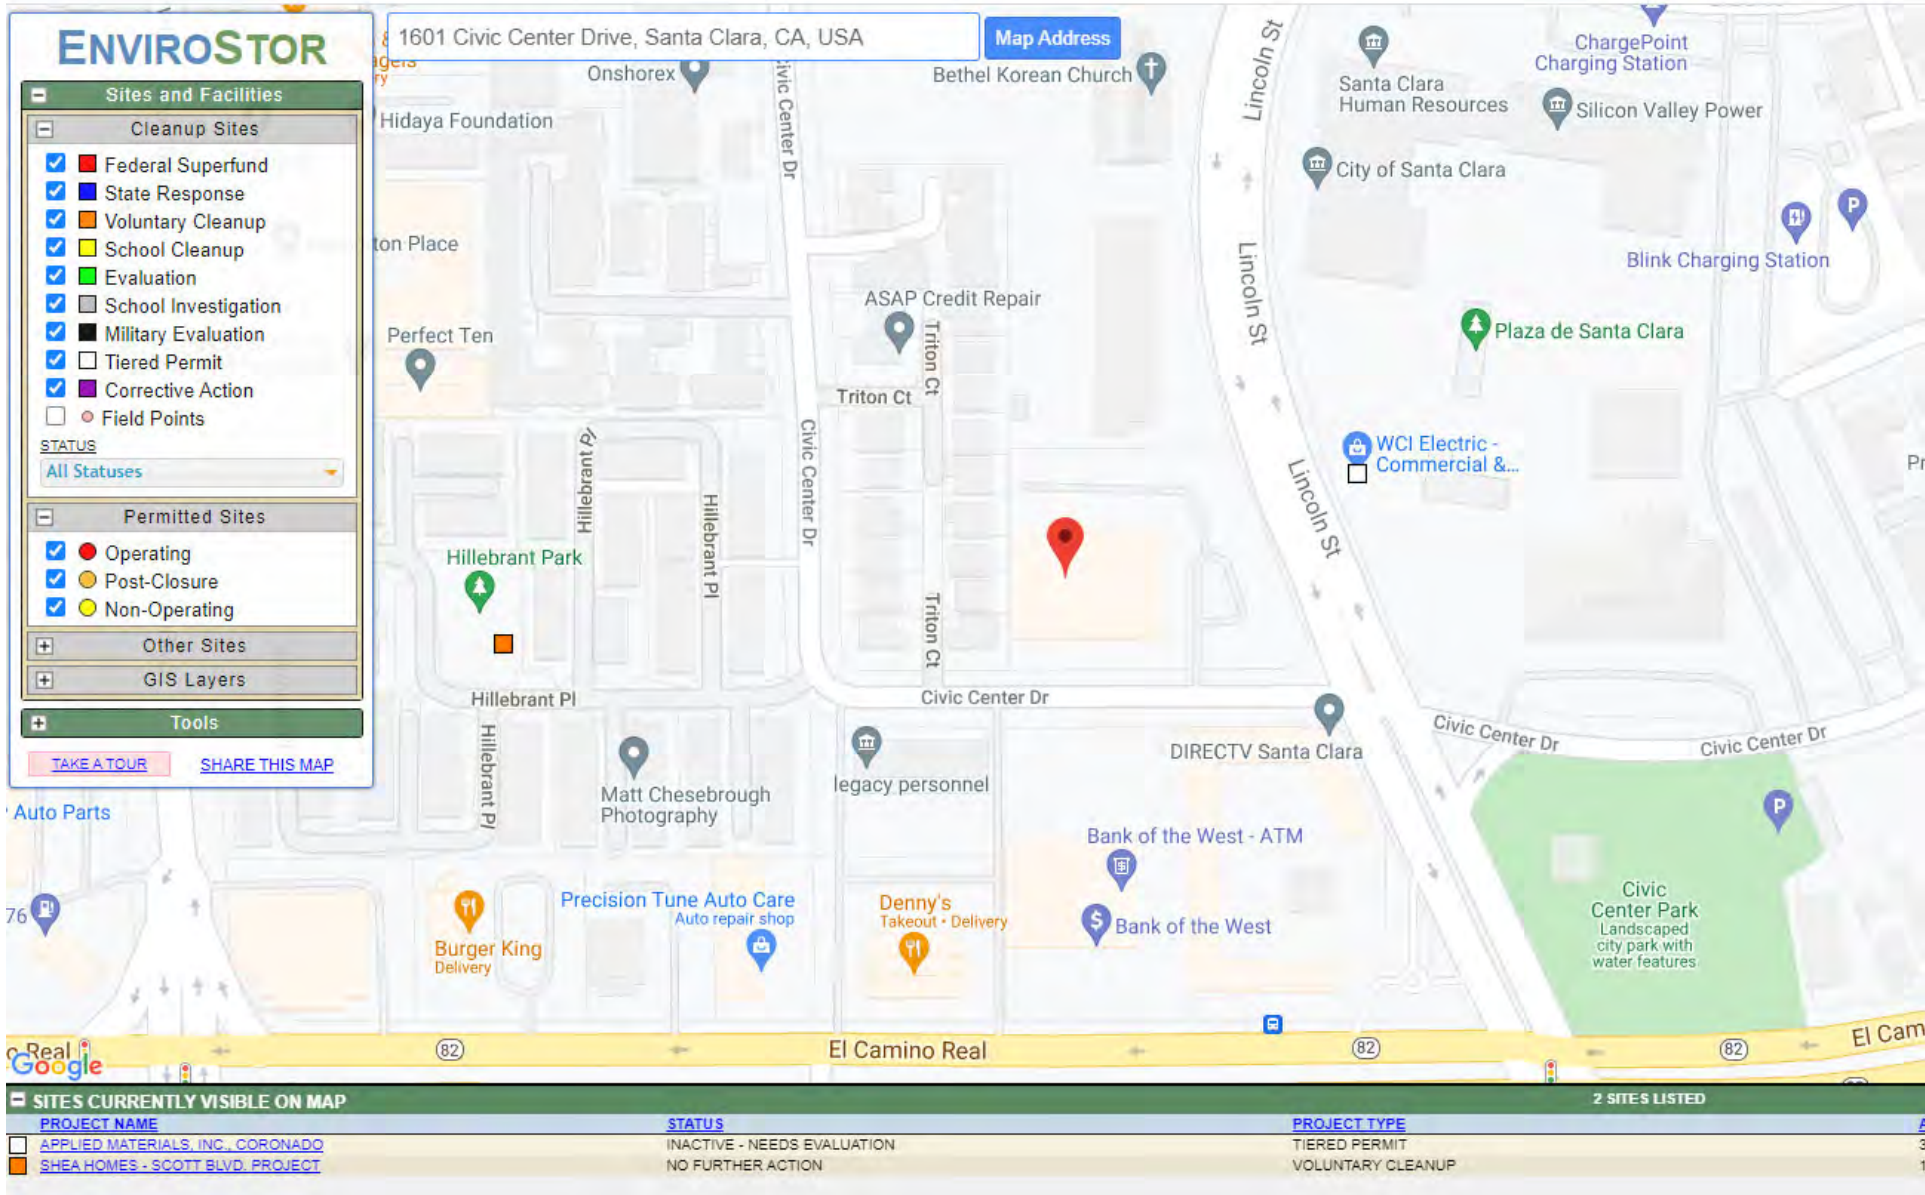 ENVIROSTOR
Sites and Facilities
Cleanup Sites
Federal Superfund
State Response
Voluntary Cleanup
School Cleanup
Evaluation
School Investigation
Military Evaluation
Tiered Permit
Corrective Action
Field Points
STATUS
All Statuses
Permitted Sites
Operating
Post-Closure
Non-Operating
Other Sites
GIS Layers
Tools
TAKE A TOUR
SHARE THIS MAP
1601 Civic Center Drive, Santa Clara, CA, USA
Map Address
Onshorex
Civic Center Dr
Bethel Korean Church
Lincoln St
Santa Clara
Human Resources
ChargePoint
Charging Station
Silicon Valley Power
Hidaya Foundation
City of Santa Clara
ton Place
Lincoln St
Blink Charging Station
ASAP Credit Repair
Perfect Ten
Triton Ct
Triton Ct
Plaza de Santa Clara
Hillebrant Pl
Civic Center Dr
WCI Electric -
Commercial &...
Pr
Lincoln St
Hillebrant Pl
Hillebrant Park
Triton Ct
Hillebrant Pl
Civic Center Dr
Civic Center Dr
Civic Center Dr
DIRECTV Santa Clara
Hillebrant Pl
legacy personnel
Matt Chesebrough
Photography
Auto Parts
Bank of the West - ATM
76
Precision Tune Auto Care
Auto repair shop
Denny's
Takeout • Delivery
Bank of the West
Burger King
Delivery
Civic
Center Park
Landscaped
city park with
water features
Real
82
El Camino Real
82
82
El Cam
Google
SITES CURRENTLY VISIBLE ON MAP
2 SITES LISTED
PROJECT NAME
STATUS
PROJECT TYPE
APPLIED MATERIALS, INC., CORONADO
INACTIVE - NEEDS EVALUATION
TIERED PERMIT
SHEA HOMES - SCOTT BLVD. PROJECT
NO FURTHER ACTION
VOLUNTARY CLEANUP